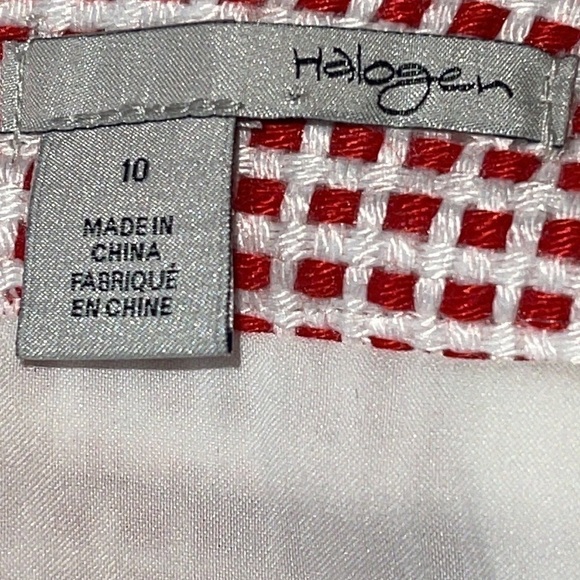 Halogen
10
MADE IN
CHINA
FABRIQUÉ
EN CHINE